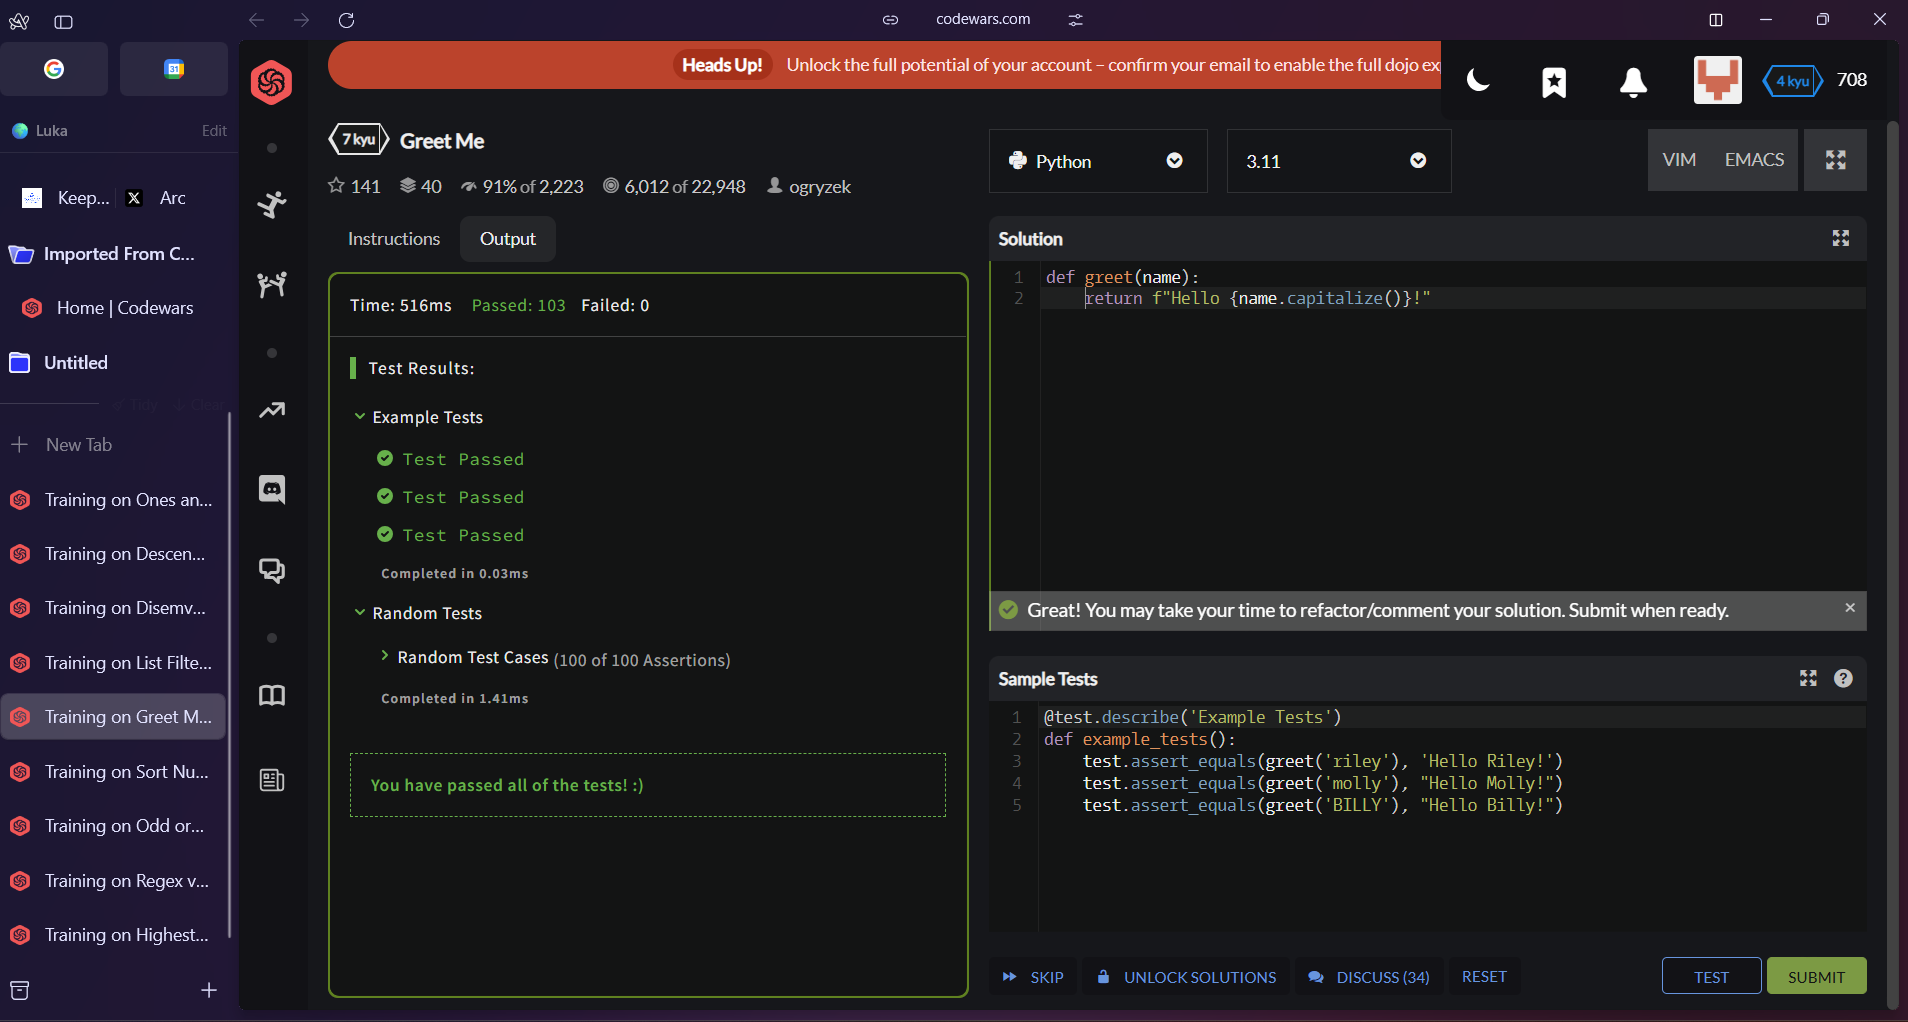 codewars.com
31
Luka
Edit
Keep...
Arc
Imported From C...
Home | Codewars
Untitled
Tidy
Clear
New Tab
Training on Ones an...
Training on Descen...
Training on Disemv...
Training on List Filte...
Training on Greet M...
Training on Sort Nu...
Training on Odd or...
Training on Regex v...
Training on Highest...
Heads Up! Unlock the full potential of your account – confirm your email to enable the full dojo ex
4 kyu 708
7 kyu Greet Me
141 40 91% of 2,223 6,012 of 22,948 ogryzek
Instructions Output
Time: 516ms Passed: 103 Failed: 0
Test Results:
Example Tests
Test Passed
Test Passed
Test Passed
Completed in 0.03ms
Random Tests
Random Test Cases (100 of 100 Assertions)
Completed in 1.41ms
You have passed all of the tests! :)
Python
3.11
VIM EMACS
Solution
1 def greet(name):
2 return f"Hello {name.capitalize()}!"
Great! You may take your time to refactor/comment your solution. Submit when ready.
Sample Tests
1 @test.describe('Example Tests')
2 def example_tests():
3 test.assert_equals(greet('riley'), 'Hello Riley!')
4 test.assert_equals(greet('molly'), "Hello Molly!")
5 test.assert_equals(greet('BILLY'), "Hello Billy!")
SKIP UNLOCK SOLUTIONS DISCUSS (34) RESET TEST SUBMIT